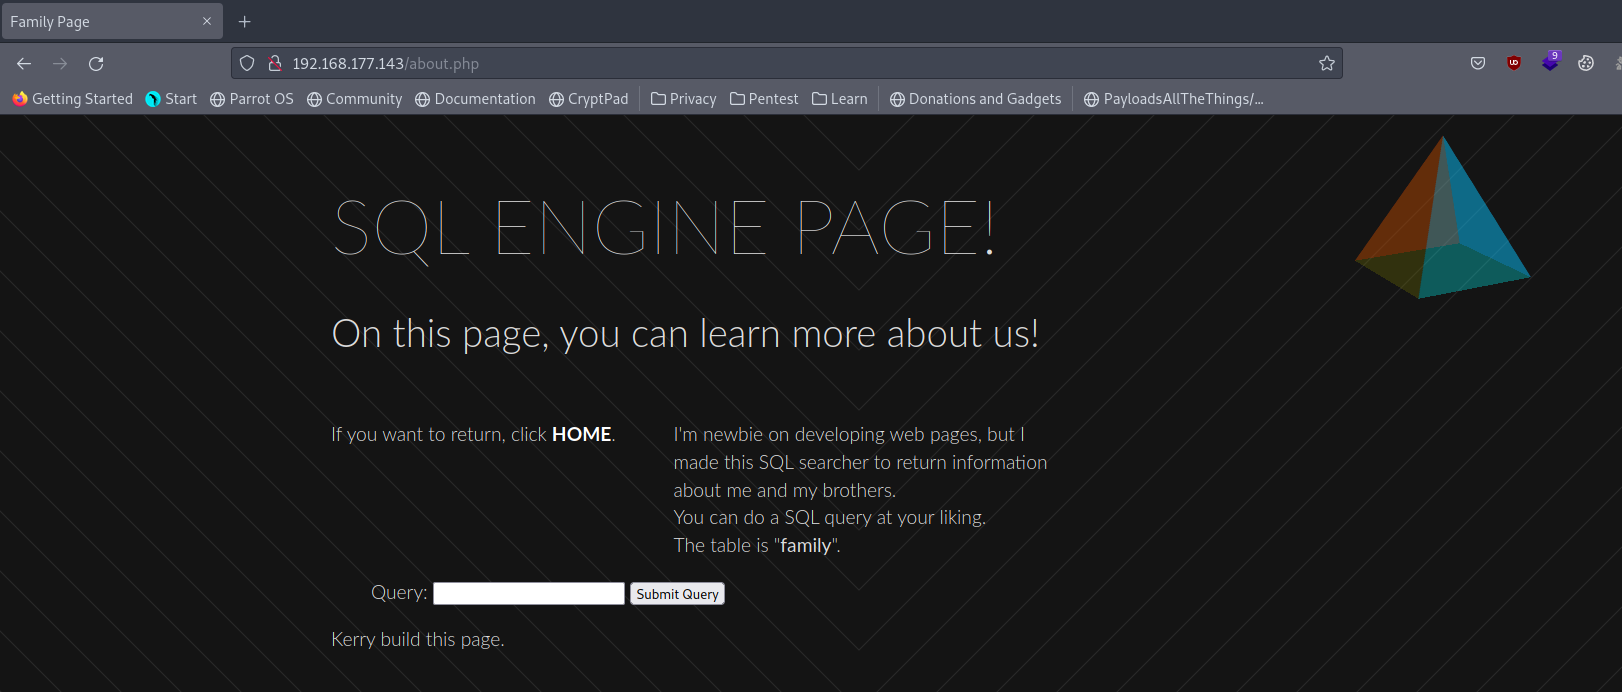 Family Page
192.168.177.143/about.php
9
Getting Started Start Parrot OS Community Documentation CryptPad Privacy Pentest Learn Donations and Gadgets PayloadsAllTheThings/...
SQL ENGINE PAGE!
On this page, you can learn more about us!
If you want to return, click HOME.
I'm newbie on developing web pages, but I
made this SQL searcher to return information
about me and my brothers.
You can do a SQL query at your liking.
The table is "family".
Query: Submit Query
Kerry build this page.